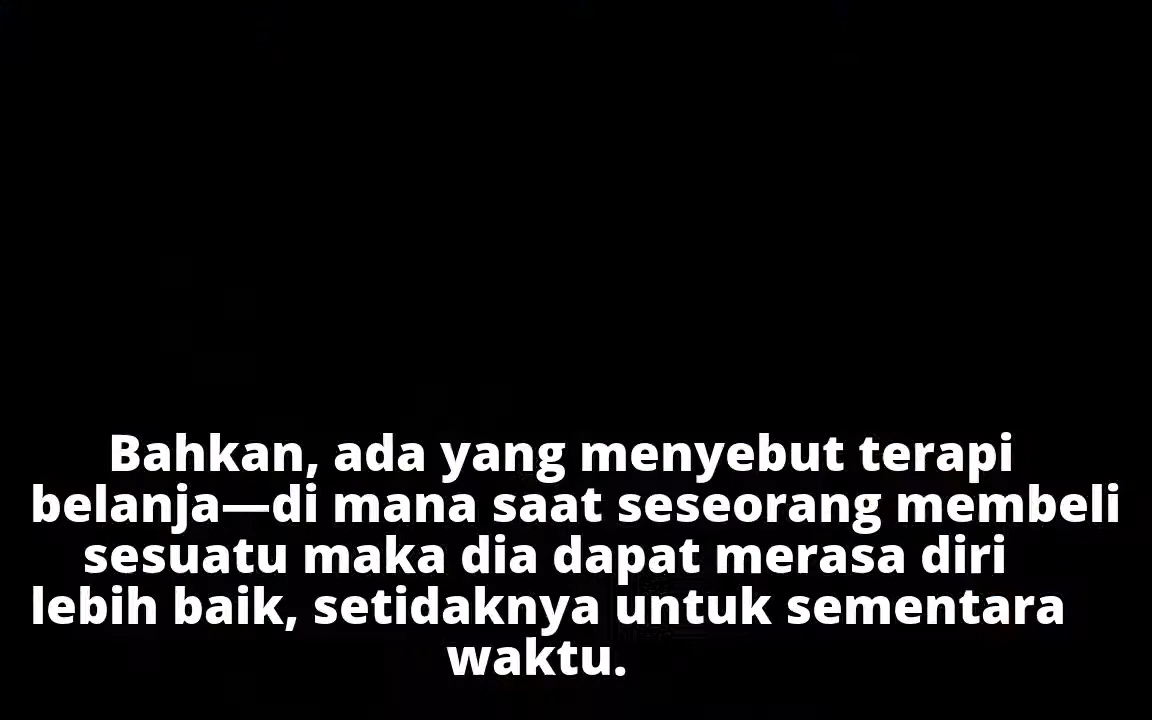 Bahkan, ada yang menyebut terapi
belanja—di mana saat seseorang membeli
sesuatu maka dia dapat merasa diri
lebih baik, setidaknya untuk sementara
waktu.